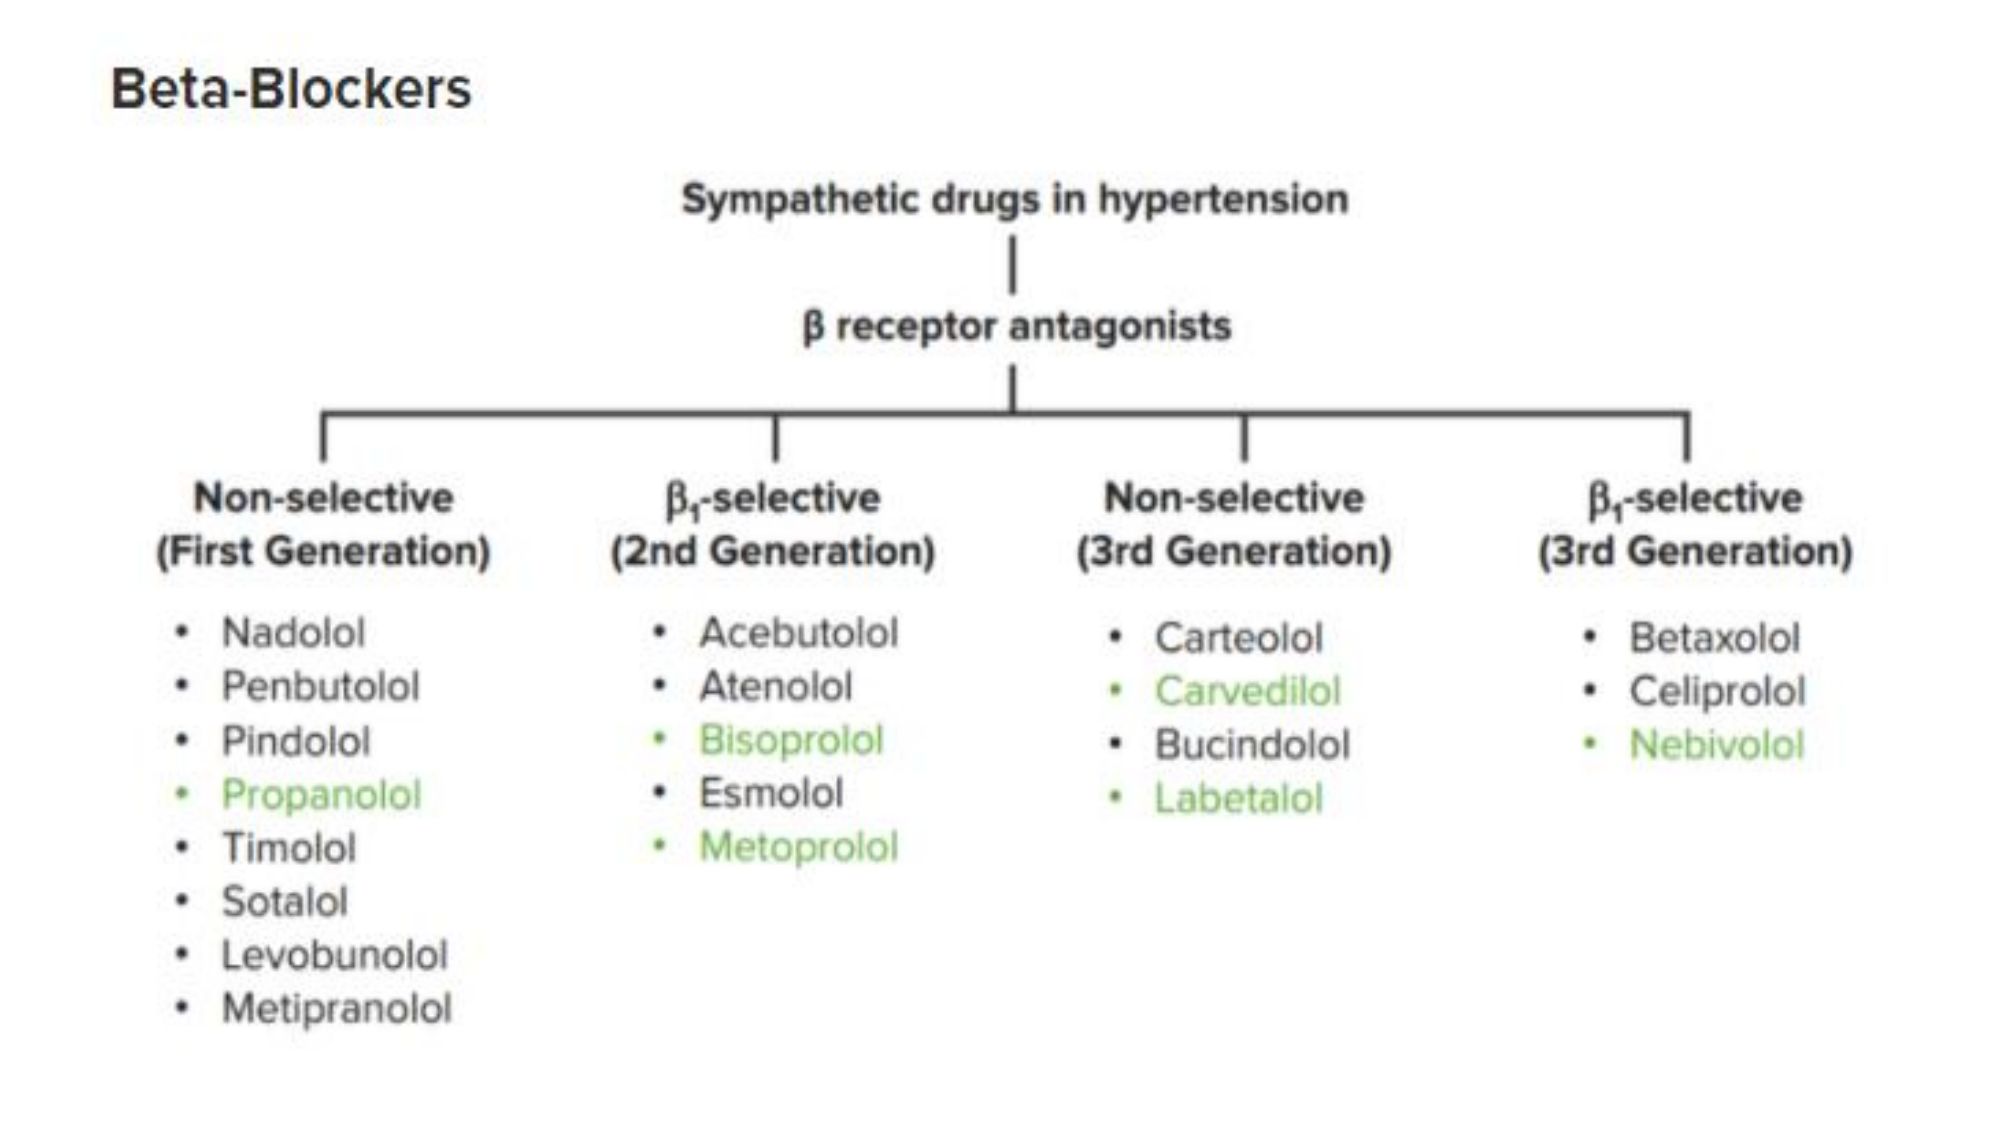 Beta-Blockers
Sympathetic drugs in hypertension
β receptor antagonists
Non-selective
(First Generation)
• Nadolol
• Penbutolol
• Pindolol
• Propanolol
• Timolol
• Sotalol
• Levobunolol
• Metipranolol
β₁-selective
(2nd Generation)
• Acebutolol
• Atenolol
• Bisoprolol
• Esmolol
• Metoprolol
Non-selective
(3rd Generation)
• Carteolol
• Carvedilol
• Bucindolol
• Labetalol
β₁-selective
(3rd Generation)
• Betaxolol
• Celiprolol
• Nebivolol